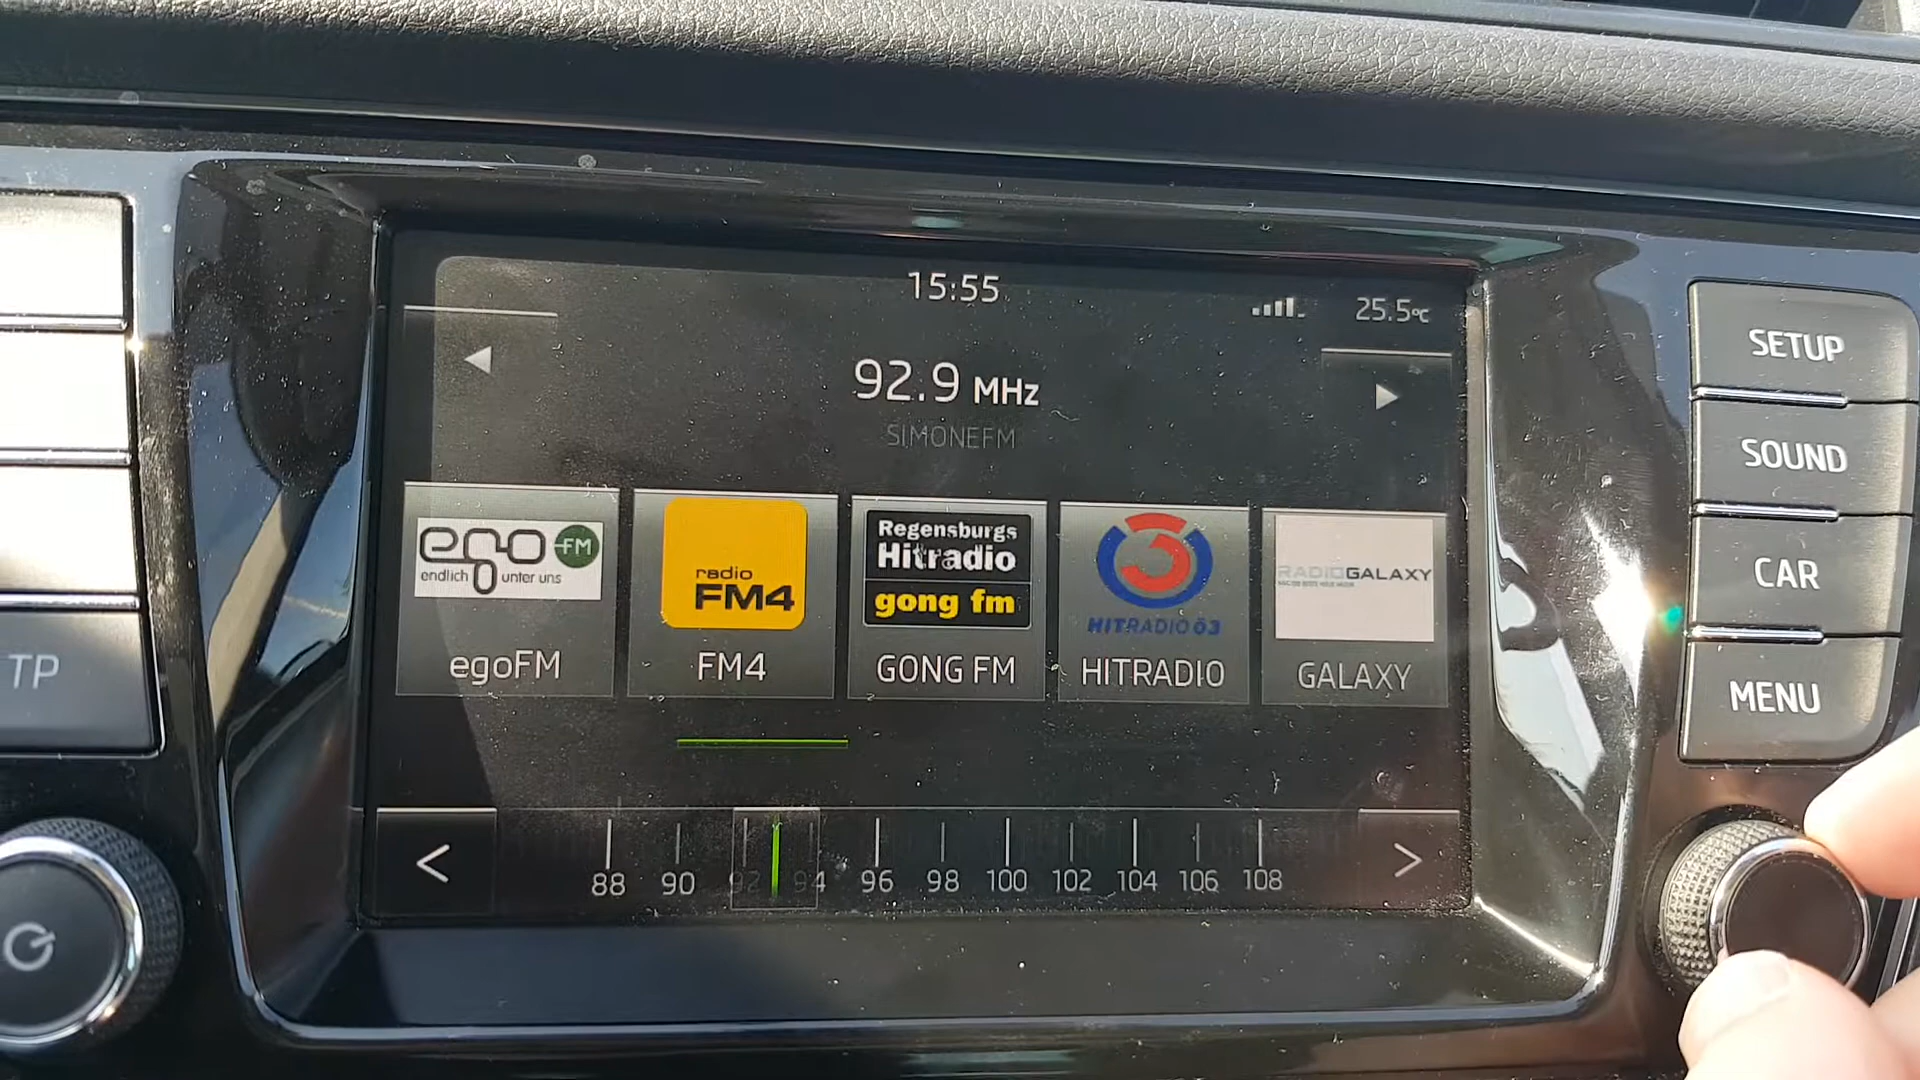 15:55
25.5°C
92.9 MHz
SIMONEFM
ego FM
endlich unter uns
radio
FM4
Regensburgs
Hitradio
gong fm
HITRADIO Ö3
RADIOGALAXY
egoFM
FM4
GONG FM
HITRADIO
GALAXY
<
88 90 92 94 96 98 100 102 104 106 108
>
TP
SETUP
SOUND
CAR
MENU